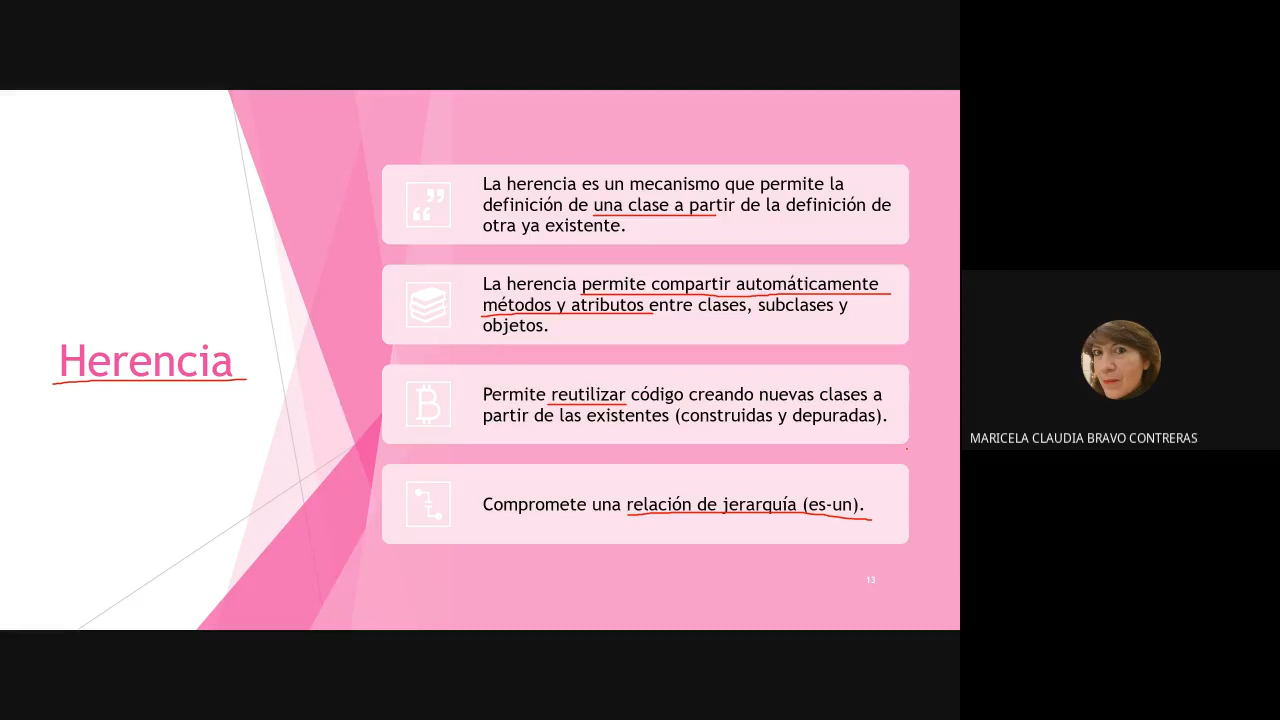 Herencia
La herencia es un mecanismo que permite la
definición de una clase a partir de la definición de
otra ya existente.
La herencia permite compartir automáticamente
métodos y atributos entre clases, subclases y
objetos.
Permite reutilizar código creando nuevas clases a
partir de las existentes (construidas y depuradas).
Compromete una relación de jerarquía (es-un).
13
MARICELA CLAUDIA BRAVO CONTRERAS